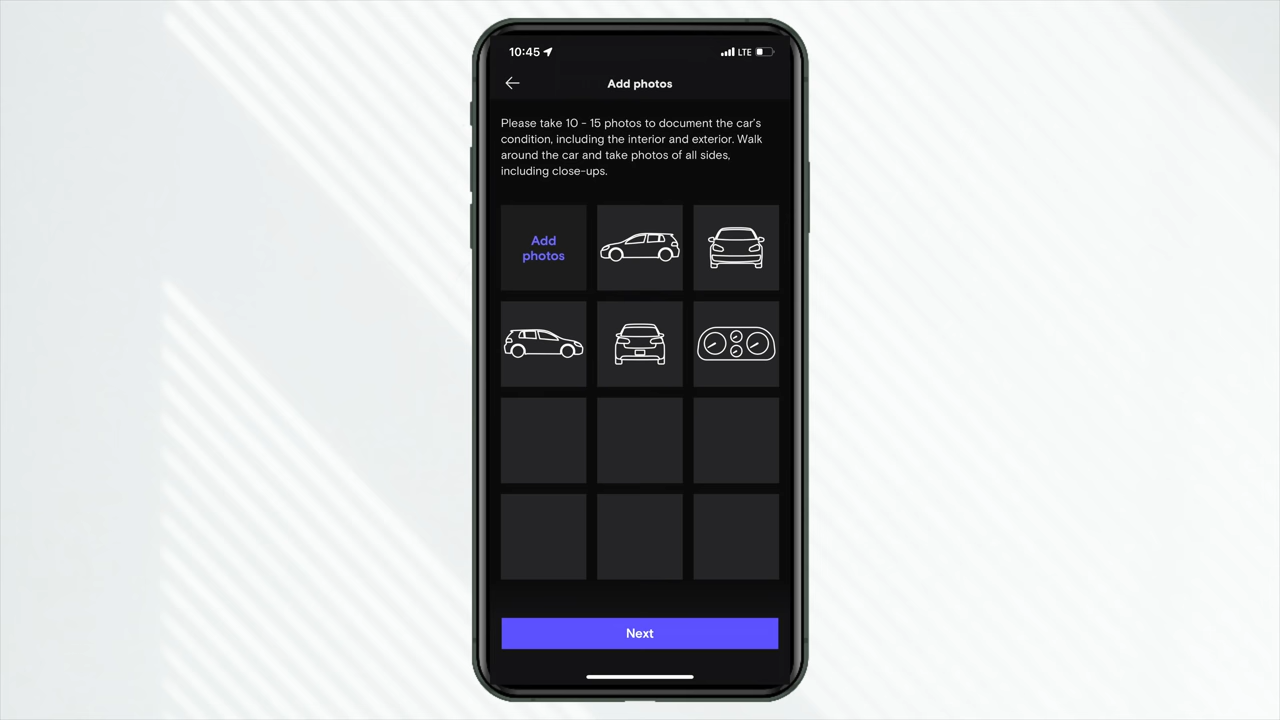 10:45
LTE
Add photos
Please take 10 - 15 photos to document the car's
condition, including the interior and exterior. Walk
around the car and take photos of all sides,
including close-ups.
Add
photos
Next